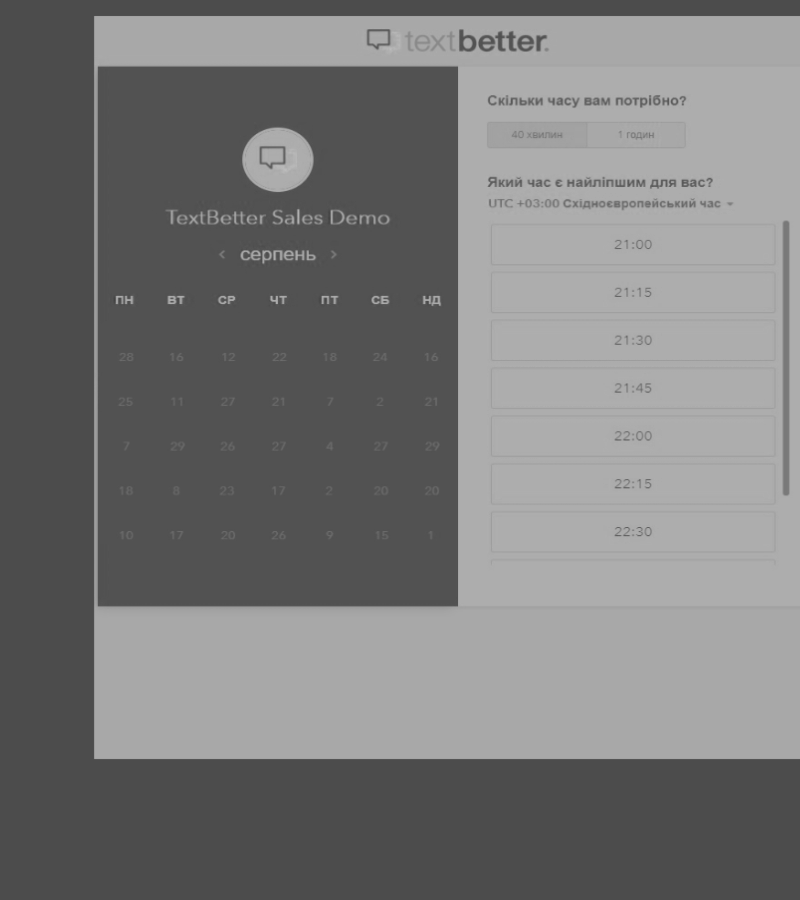 textbetter.
TextBetter Sales Demo
серпень
ПН ВТ СР ЧТ ПТ СБ НД
28 16 12 22 18 24 16
25 11 27 21 7 2 21
7 29 26 27 4 27 29
18 8 23 17 2 20 20
10 17 20 26 9 15 1
Скільки часу вам потрібно?
40 хвилин 1 годин
Який час є найліпшим для вас?
UTC +03:00 Східноєвропейський час
21:00
21:15
21:30
21:45
22:00
22:15
22:30